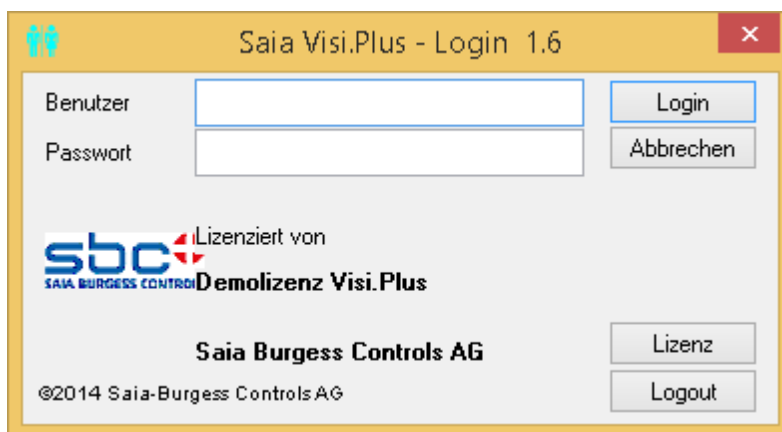 Saia Visi.Plus - Login 1.6
Benutzer
Login
Passwort
Abbrechen
sbc
SAIA BURGESS CONTROL
Lizenziert von
Demolizenz Visi.Plus
Saia Burgess Controls AG
Lizenz
©2014 Saia-Burgess Controls AG
Logout